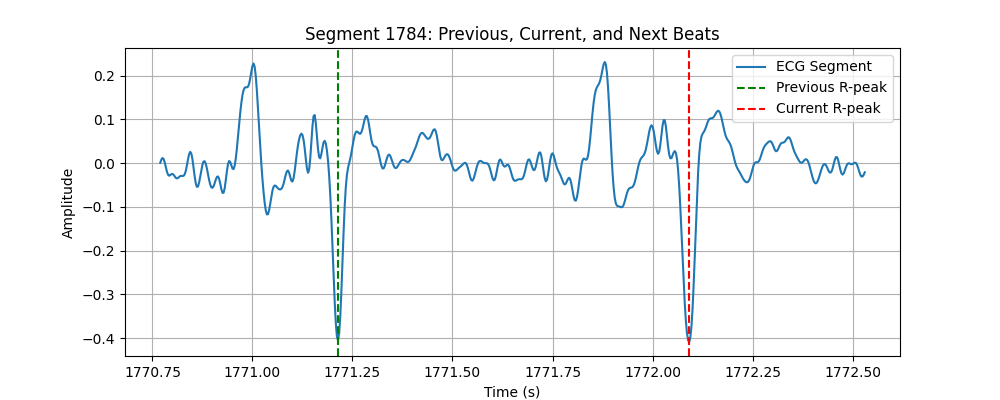 Segment 1784: Previous, Current, and Next Beats
ECG Segment
Previous R-peak
Current R-peak
Amplitude
0.2
0.1
0.0
−0.1
−0.2
−0.3
−0.4
1770.75 1771.00 1771.25 1771.50 1771.75 1772.00 1772.25 1772.50
Time (s)